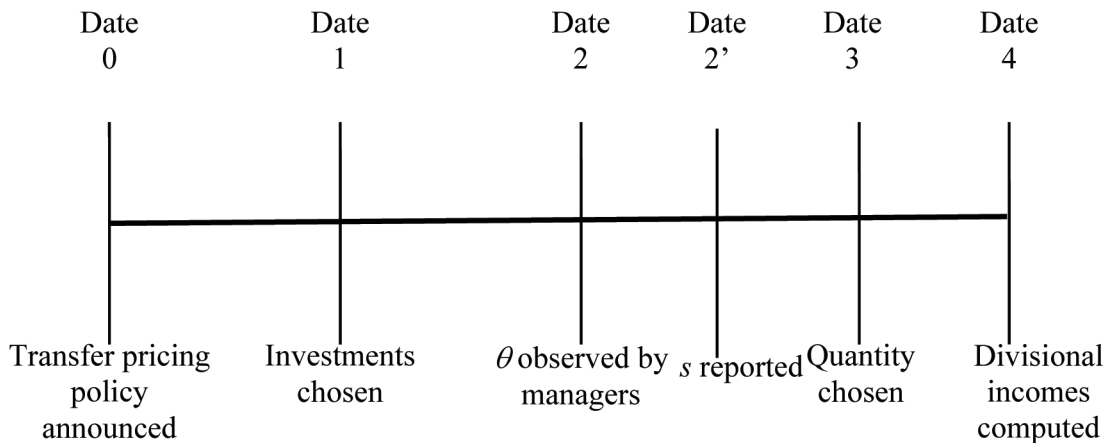 Date
0
Date
1
Date
2
Date
2’
Date
3
Date
4
Transfer pricing
policy
announced
Investments
chosen
θ observed by
managers
s reported
Quantity
chosen
Divisional
incomes
computed